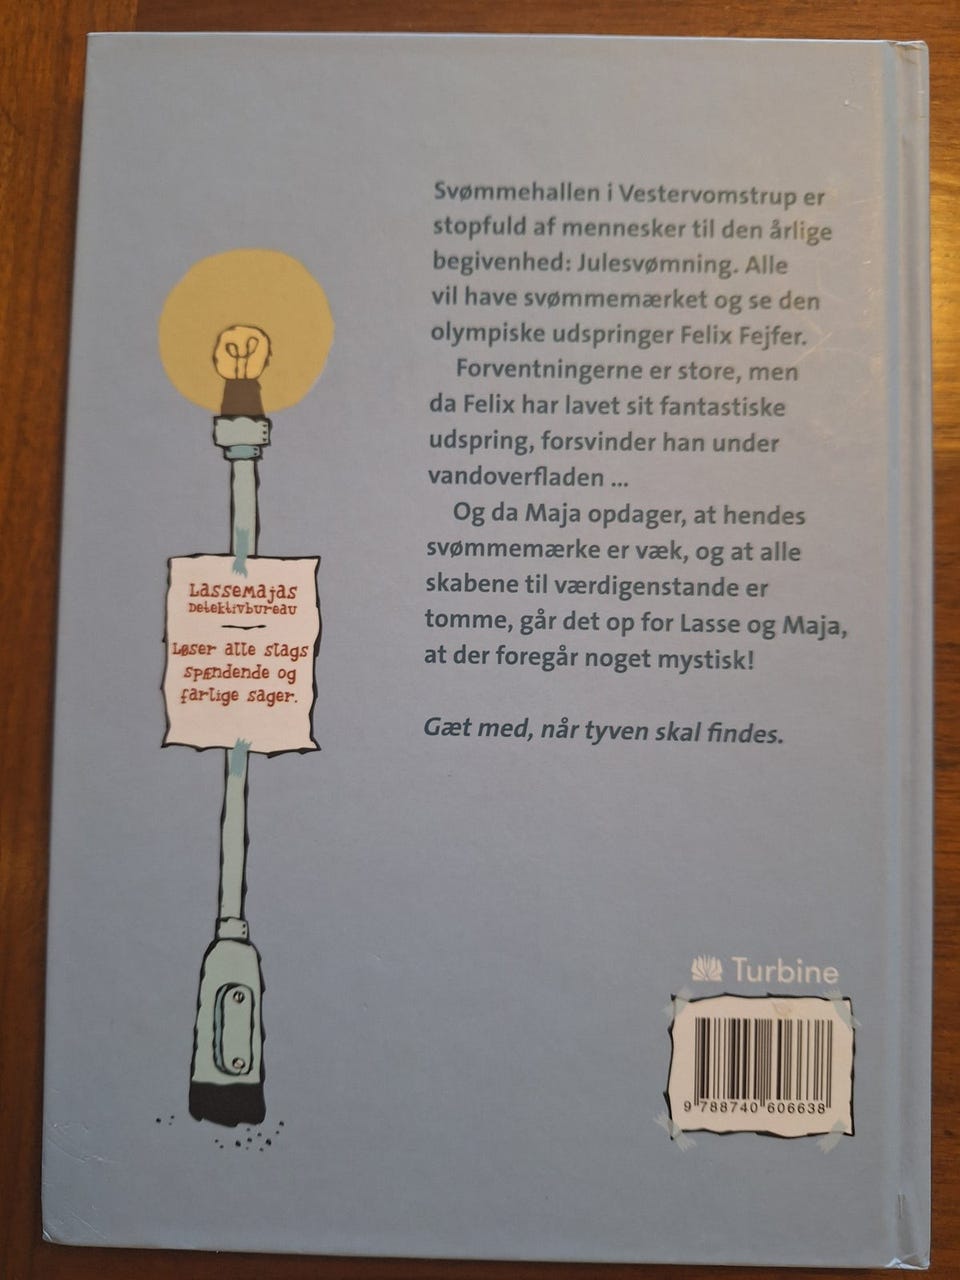 Svømmehallen i Vestervomstrup er
stopfuld af mennesker til den årlige
begivenhed: Julesvømning. Alle
vil have svømmemærket og se den
olympiske udspringer Felix Fejfer.
Forventningerne er store, men
da Felix har lavet sit fantastiske
udspring, forsvinder han under
vandoverfladen ...
Og da Maja opdager, at hendes
svømmemærke er væk, og at alle
skabene til værdigenstande er
tomme, går det op for Lasse og Maja,
at der foregår noget mystisk!
Gæt med, når tyven skal findes.
LasseMajas
Detektivbureau
Løser alle slags
spændende og
farlige sager.
Turbine
9 788740 606638